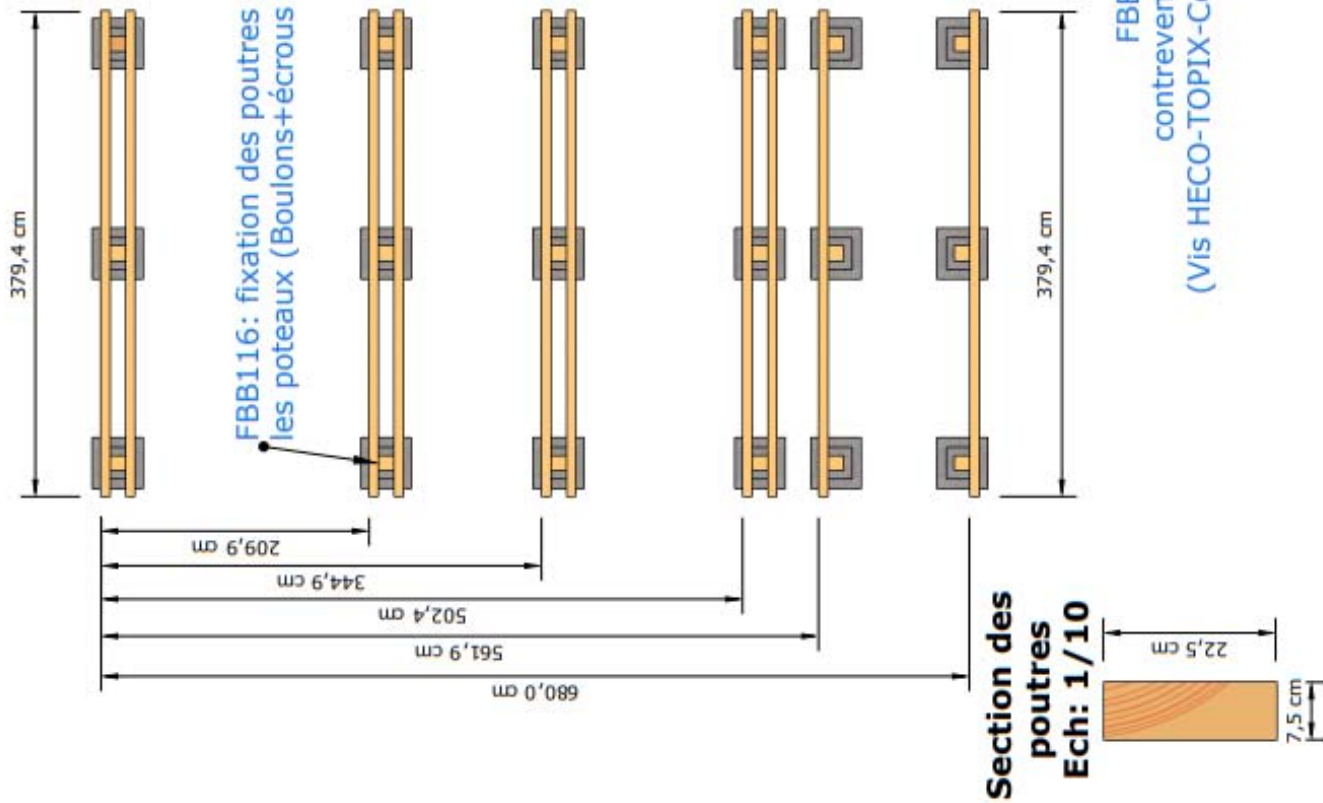 379,4 cm
FBB116: fixation des poutres
les poteaux (Boulons+écrous
209,9 cm
344,9 cm
502,4 cm
561,9 cm
680,0 cm
379,4 cm
contreven
(Vis HECO-TOPIX-Co
Section des
poutres
Ech: 1/10
22,5 cm
7,5 cm